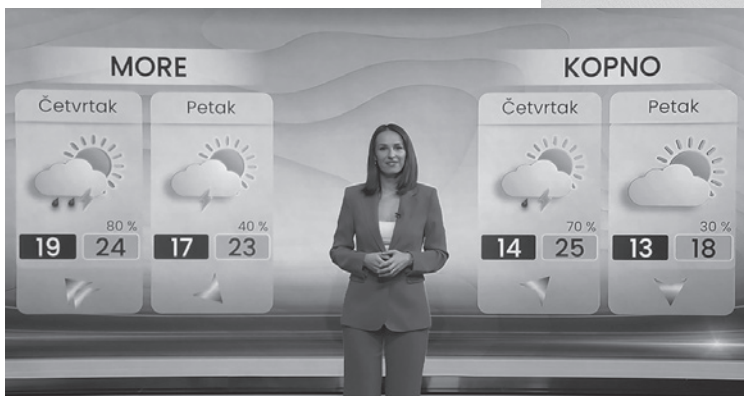 MORE
Četvrtak
80 %
19 24
Petak
40 %
17 23
KOPNO
Četvrtak
70 %
14 25
Petak
30 %
13 18